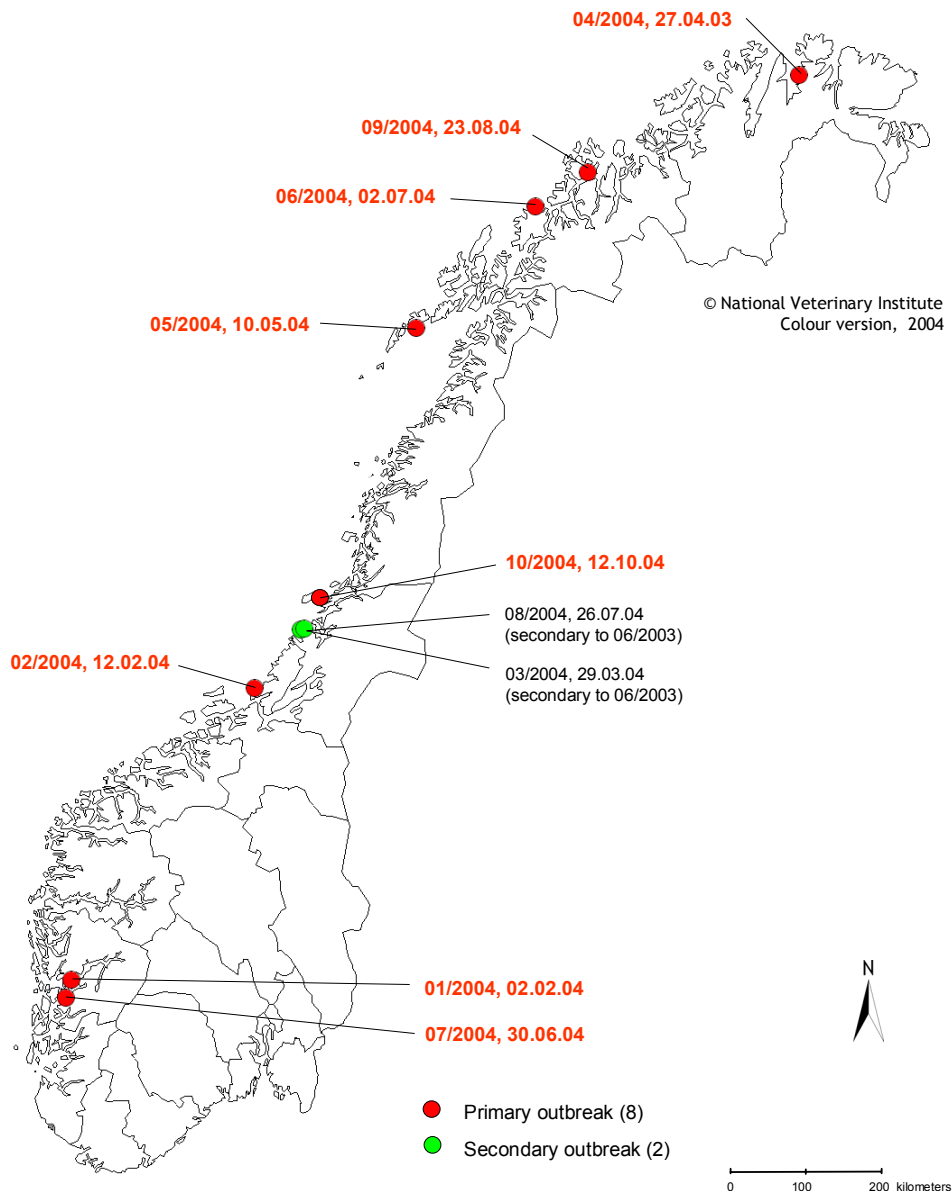 04/2004, 27.04.03
09/2004, 23.08.04
06/2004, 02.07.04
© National Veterinary Institute
Colour version, 2004
05/2004, 10.05.04
10/2004, 12.10.04
08/2004, 26.07.04
(secondary to 06/2003)
02/2004, 12.02.04
03/2004, 29.03.04
(secondary to 06/2003)
N
01/2004, 02.02.04
07/2004, 30.06.04
Primary outbreak (8)
Secondary outbreak (2)
0 100 200 kilometers